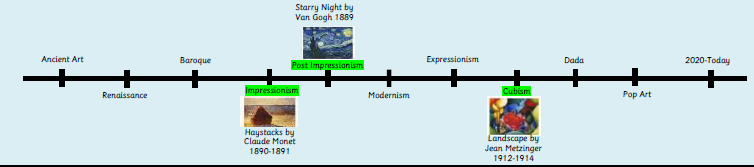 Starry Night by
Van Gogh 1889
Ancient Art
Baroque
Post Impressionism
Expressionism
Dada
2020-Today
Renaissance
Impressionism
Modernism
Cubism
Pop Art
Haystacks by
Claude Monet
1890-1891
Landscape by
Jean Metzinger
1912-1914